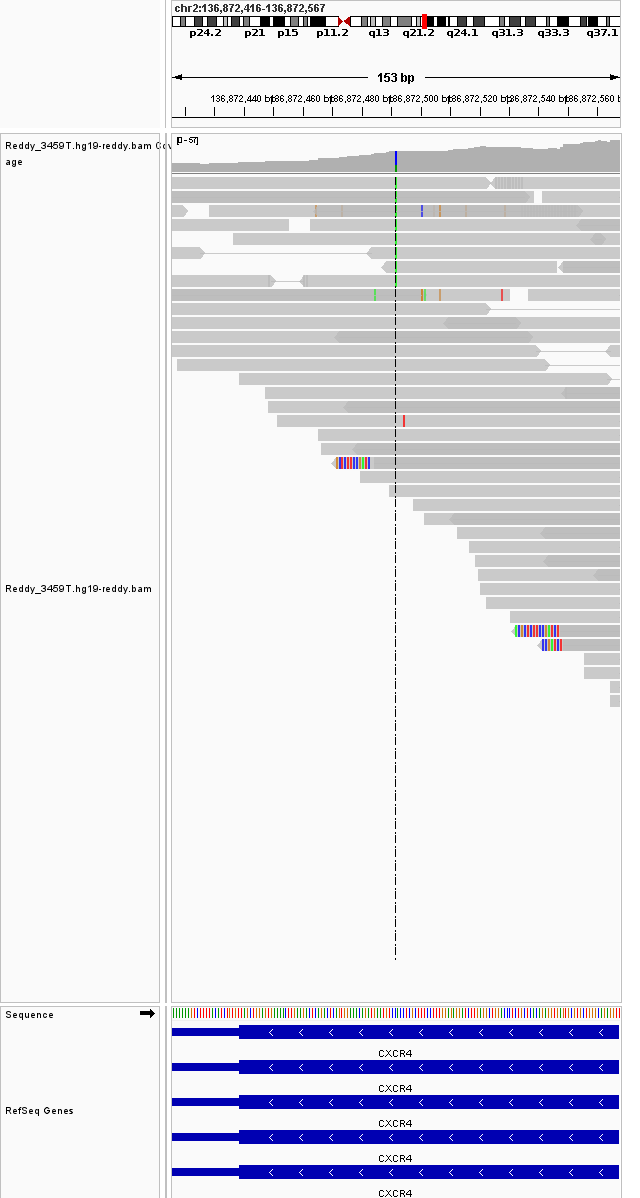 chr2:136,872,416-136,872,567
p24.2 p21 p15 p11.2 q13 q21.2 q24.1 q31.3 q33.3 q37.1
153 bp
136,872,440 bp 136,872,460 bp 136,872,480 bp 136,872,500 bp 136,872,520 bp 136,872,540 bp 136,872,560 b
Reddy_3459T.hg19-reddy.bam Cov
age
[0 - 57]
Reddy_3459T.hg19-reddy.bam
Sequence
CXCR4
CXCR4
RefSeq Genes
CXCR4
CXCR4
CXCR4